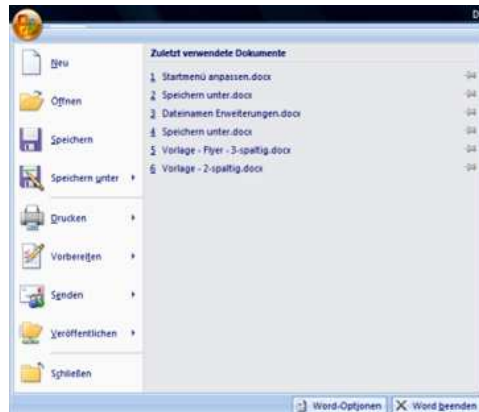 D
Zuletzt verwendete Dokumente
Neu
1 Startmenü anpassen.docx
2 Speichern unter.docx
Öffnen
3 Dateinamen Erweiterungen.docx
4 Speichern unter.docx
Speichern
5 Vorlage - Flyer - 3-spaltig.docx
6 Vorlage - 2-spaltig.docx
Speichern unter
Drucken
Vorbereiten
Senden
Veröffentlichen
Schließen
Word-Optionen
Word beenden